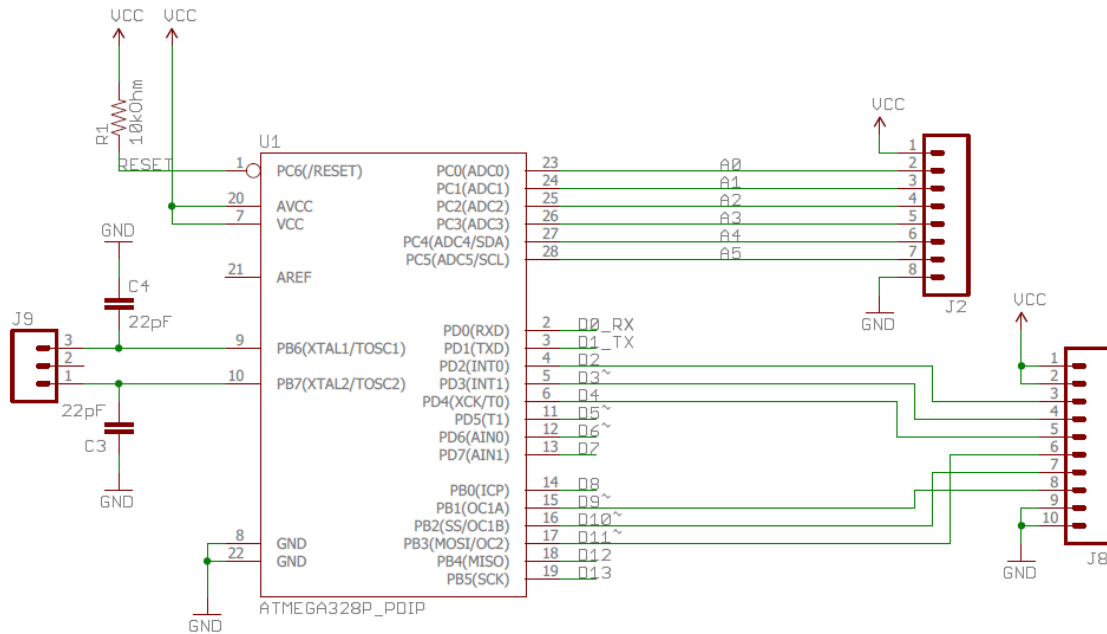 VCC
VCC
R1
10kOhm
RESET
U1
1
PC6(/RESET)
20
AVCC
7
VCC
21
AREF
9
PB6(XTAL1/TOSC1)
10
PB7(XTAL2/TOSC2)
8
GND
22
GND
PC0(ADC0)
23
A0
PC1(ADC1)
24
A1
PC2(ADC2)
25
A2
PC3(ADC3)
26
A3
PC4(ADC4/SDA)
27
A4
PC5(ADC5/SCL)
28
A5
PD0(RXD)
2
D0_RX
PD1(TXD)
3
D1_TX
PD2(INT0)
4
D2
PD3(INT1)
5
D3~
PD4(XCK/T0)
6
D4
PD5(T1)
11
D5~
PD6(AIN0)
12
D6~
PD7(AIN1)
13
D7
PB0(ICP)
14
D8
PB1(OC1A)
15
D9~
PB2(SS/OC1B)
16
D10~
PB3(MOSI/OC2)
17
D11~
PB4(MISO)
18
D12
PB5(SCK)
19
D13
ATMEGA328P_PDIP
GND
GND
C4
22pF
J9
3
2
1
22pF
C3
GND
VCC
1
2
3
4
5
6
7
8
J2
GND
VCC
1
2
3
4
5
6
7
8
9
10
J8
GND